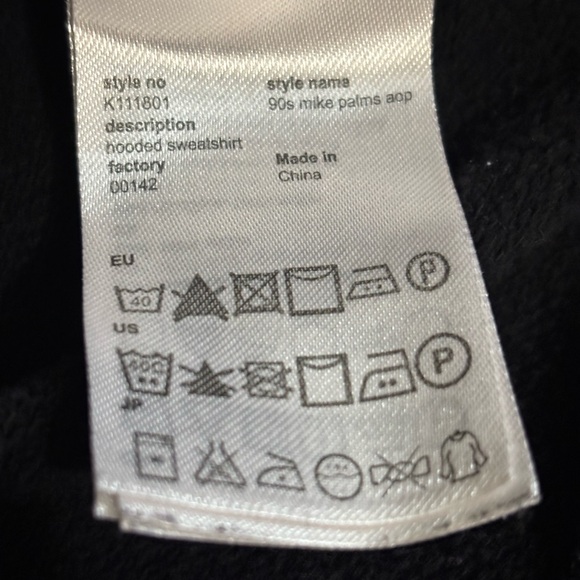 style no
style name
K111801
90s mike palms aop
description
hooded sweatshirt
factory
Made in
00142
China
EU
40
P
US
40C
P
JP